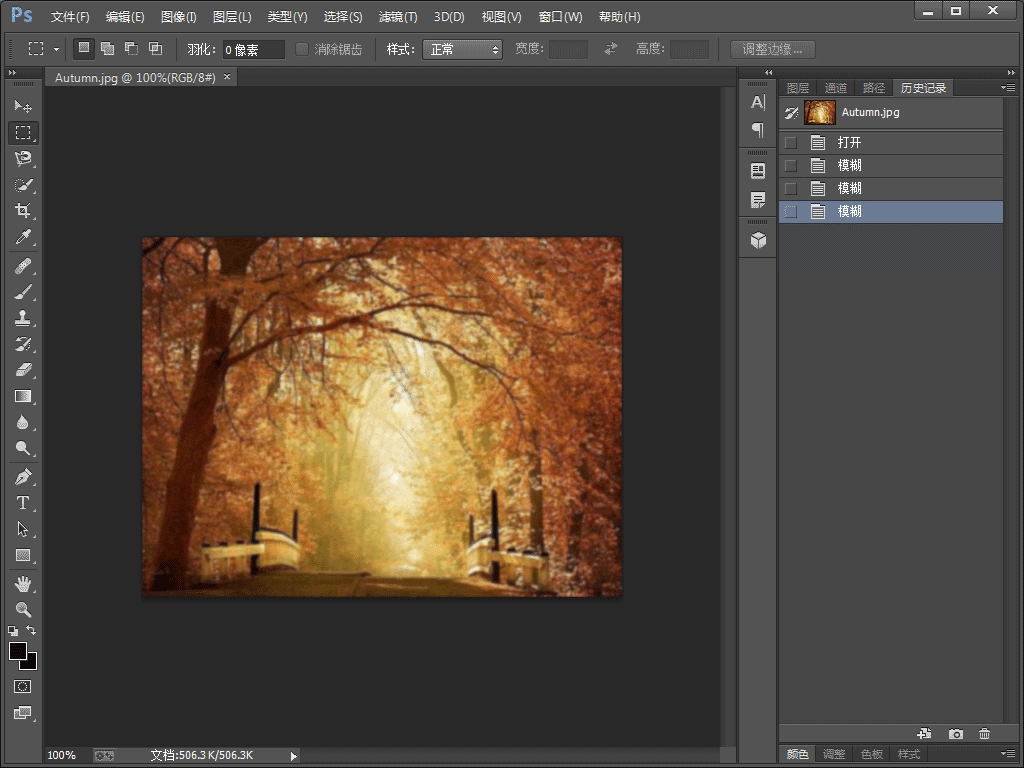 Ps 文件(F) 编辑(E) 图像(I) 图层(L) 类型(Y) 选择(S) 滤镜(T) 3D(D) 视图(V) 窗口(W) 帮助(H)
羽化: 0 像素 消除锯齿 样式: 正常 宽度: 高度: 调整边缘...
Autumn.jpg @ 100%(RGB/8#) ×
图层 通道 路径 历史记录
Autumn.jpg
打开
模糊
模糊
模糊
100% 文档:506.3K/506.3K
颜色 调整 色板 样式